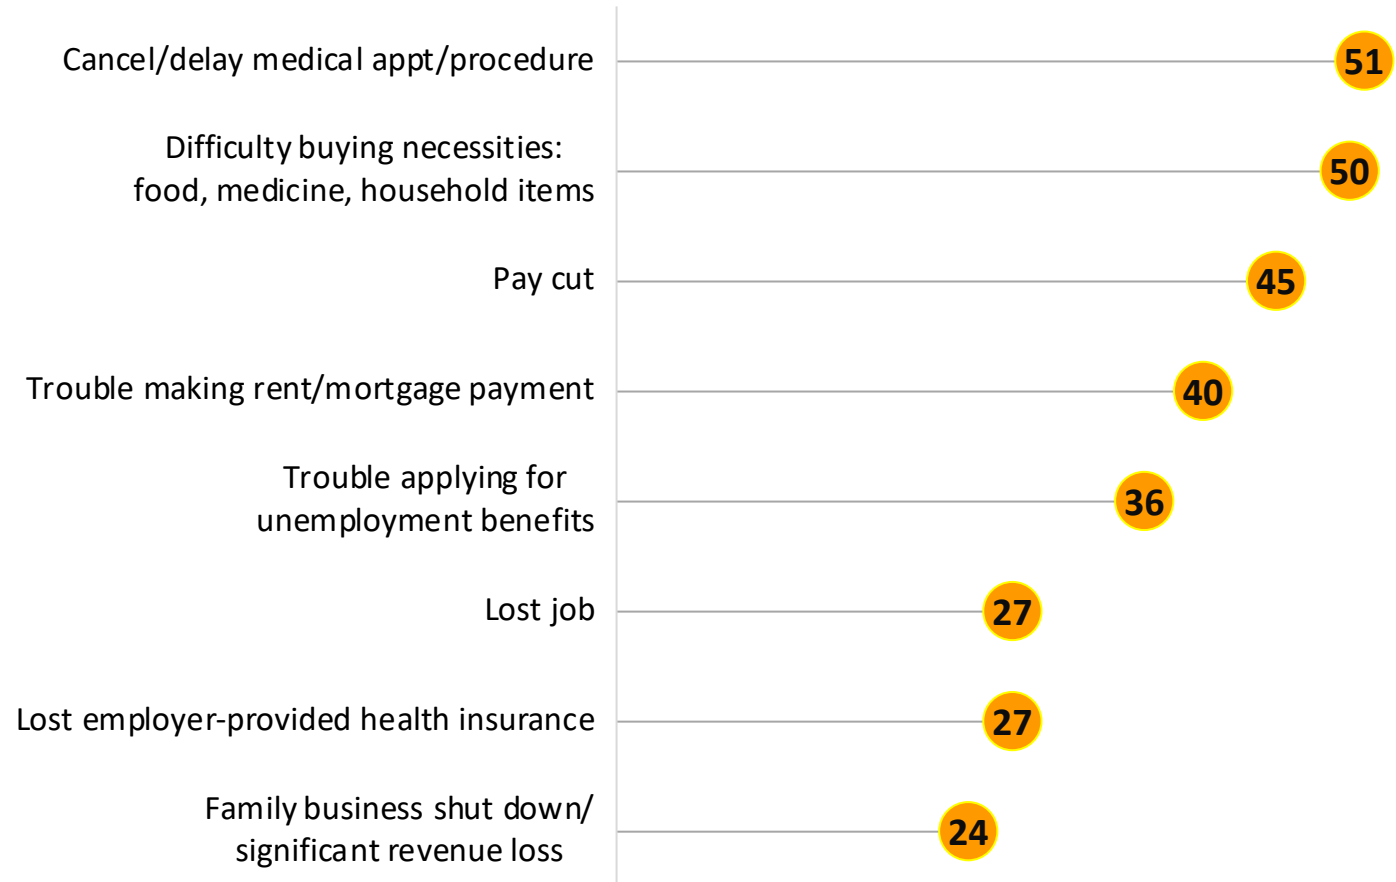 Cancel/delay medical appt/procedure
51
Difficulty buying necessities:
food, medicine, household items
50
Pay cut
45
Trouble making rent/mortgage payment
40
Trouble applying for
unemployment benefits
36
Lost job
27
Lost employer-provided health insurance
27
Family business shut down/
significant revenue loss
24